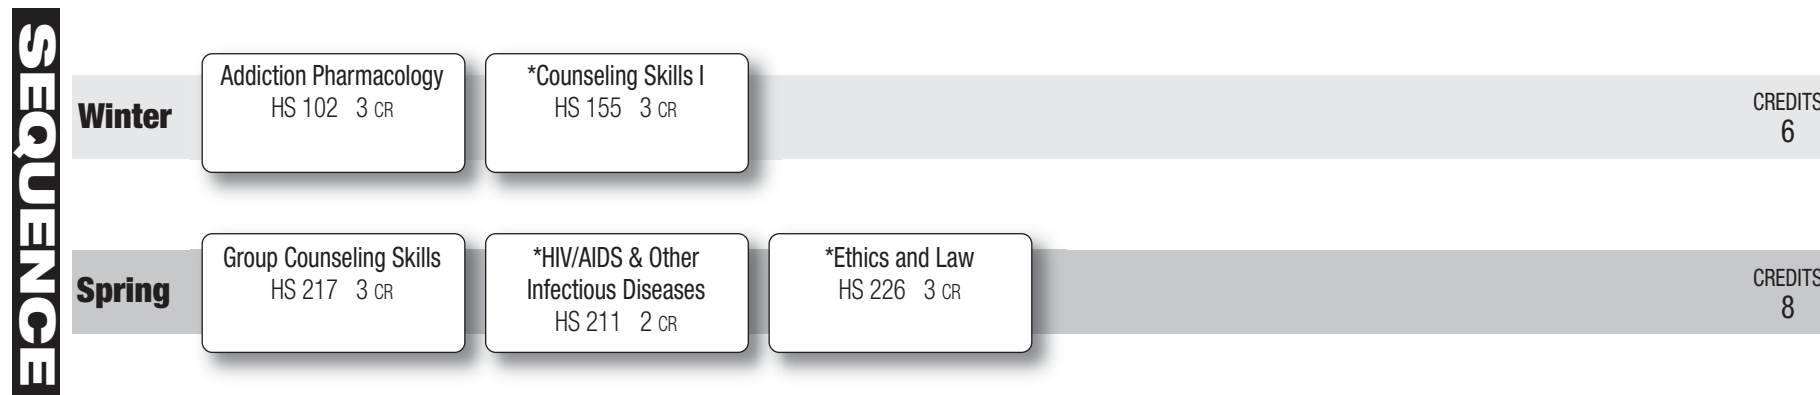 SEQUENCE
Winter
Addiction Pharmacology
HS 102 3 CR
*Counseling Skills I
HS 155 3 CR
CREDITS
6
Spring
Group Counseling Skills
HS 217 3 CR
*HIV/AIDS & Other
Infectious Diseases
HS 211 2 CR
*Ethics and Law
HS 226 3 CR
CREDITS
8